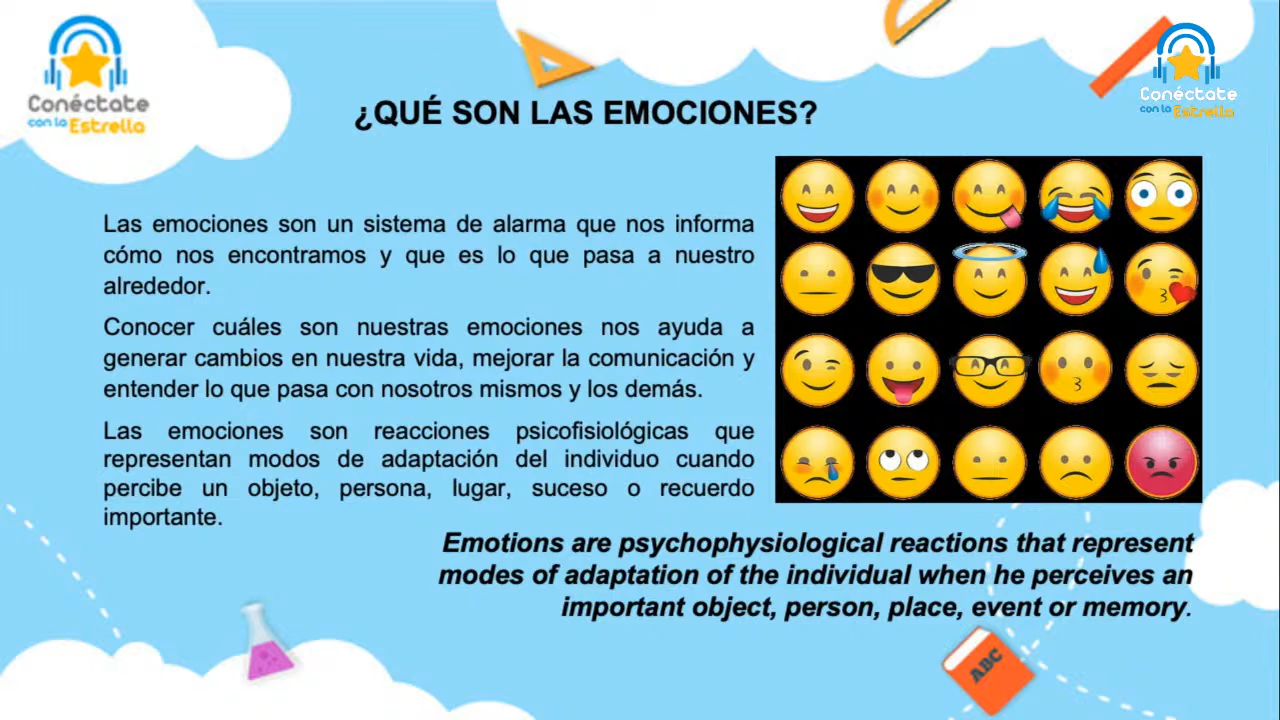 Conéctate
con la Estrella
Conéctate
con la Estrella
¿QUÉ SON LAS EMOCIONES?
Las emociones son un sistema de alarma que nos informa
cómo nos encontramos y que es lo que pasa a nuestro
alrededor.
Conocer cuáles son nuestras emociones nos ayuda a
generar cambios en nuestra vida, mejorar la comunicación y
entender lo que pasa con nosotros mismos y los demás.
Las emociones son reacciones psicofisiológicas que
representan modos de adaptación del individuo cuando
percibe un objeto, persona, lugar, suceso o recuerdo
importante.
Emotions are psychophysiological reactions that represent
modes of adaptation of the individual when he perceives an
important object, person, place, event or memory.
ABC